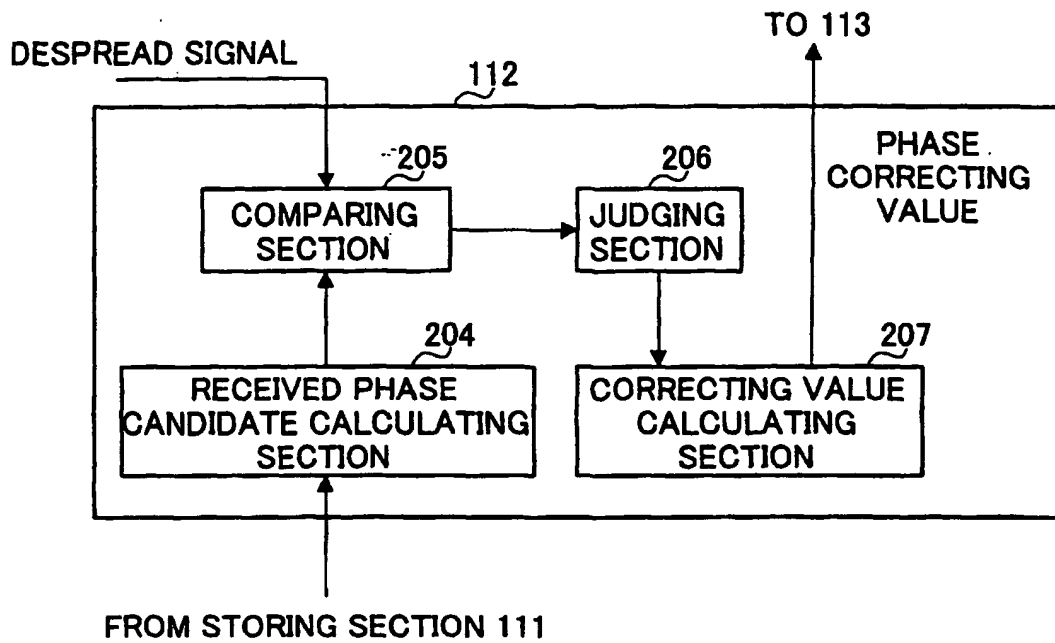 TO 113
DESPREAD SIGNAL
112
PHASE
CORRECTING
VALUE
205
COMPARING
SECTION
206
JUDGING
SECTION
204
RECEIVED PHASE
CANDIDATE CALCULATING
SECTION
207
CORRECTING VALUE
CALCULATING
SECTION
FROM STORING SECTION 111